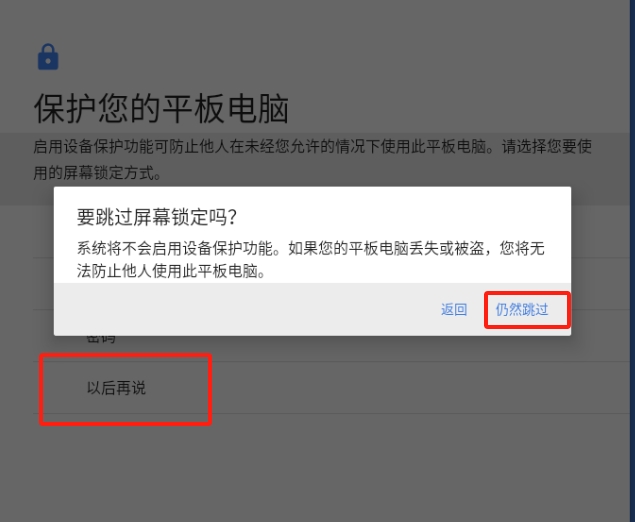 保护您的平板电脑
启用设备保护功能可防止他人在未经您允许的情况下使用此平板电脑。请选择您要使
用的屏幕锁定方式。
要跳过屏幕锁定吗？
系统将不会启用设备保护功能。如果您的平板电脑丢失或被盗，您将无
法防止他人使用此平板电脑。
返回 仍然跳过
密码
以后再说